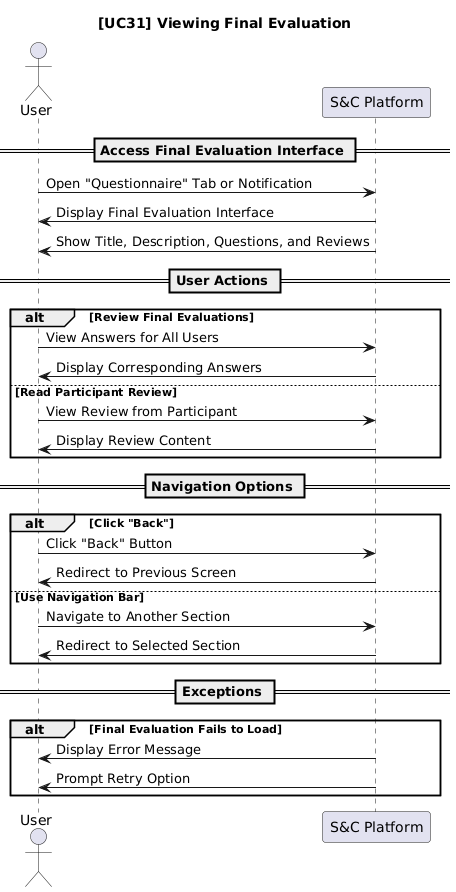 [UC31] Viewing Final Evaluation
User
S&C Platform
Access Final Evaluation Interface
Open "Questionnaire" Tab or Notification
Display Final Evaluation Interface
Show Title, Description, Questions, and Reviews
User Actions
alt [Review Final Evaluations]
View Answers for All Users
Display Corresponding Answers
[Read Participant Review]
View Review from Participant
Display Review Content
Navigation Options
alt [Click "Back"]
Click "Back" Button
Redirect to Previous Screen
[Use Navigation Bar]
Navigate to Another Section
Redirect to Selected Section
Exceptions
alt [Final Evaluation Fails to Load]
Display Error Message
Prompt Retry Option
User
S&C Platform